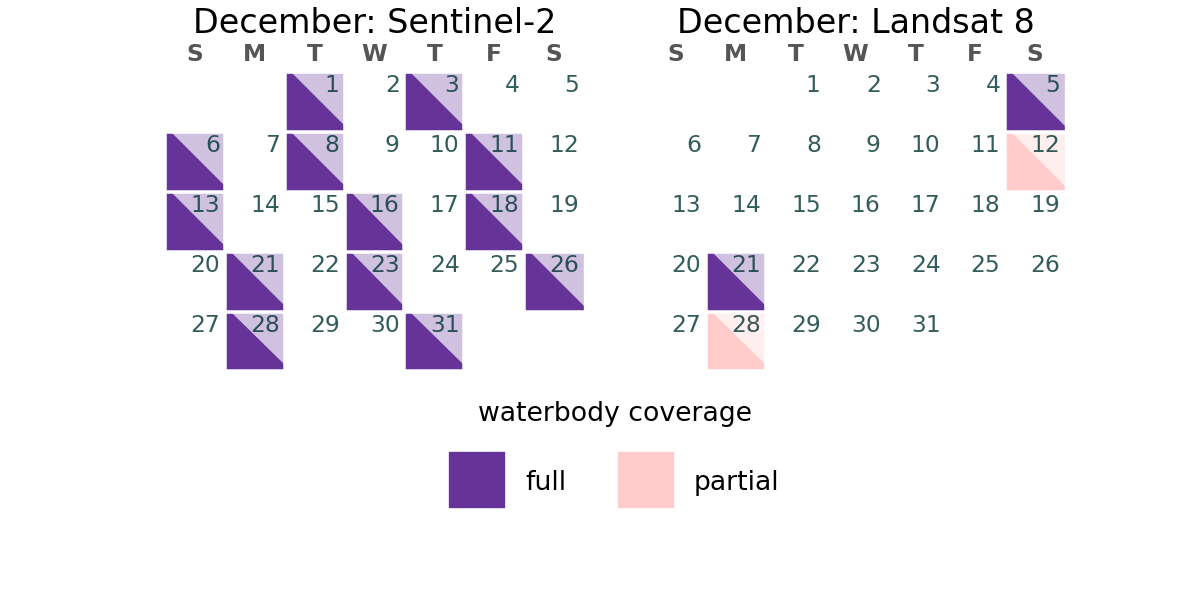 December: Sentinel-2
S M T W T F S
1 2 3 4 5
6 7 8 9 10 11 12
13 14 15 16 17 18 19
20 21 22 23 24 25 26
27 28 29 30 31
December: Landsat 8
S M T W T F S
1 2 3 4 5
6 7 8 9 10 11 12
13 14 15 16 17 18 19
20 21 22 23 24 25 26
27 28 29 30 31
waterbody coverage
full partial